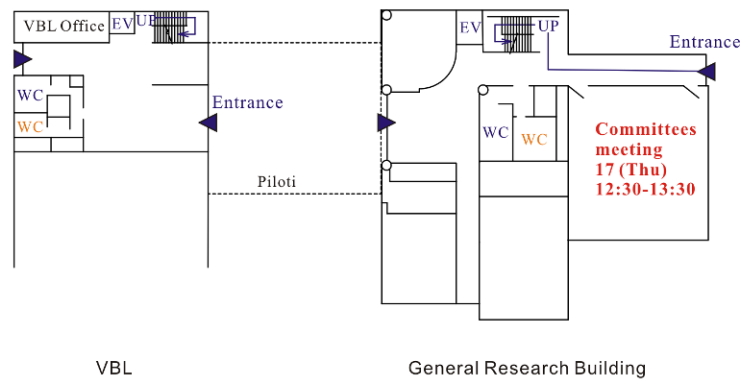 VBL Office
EV
UP
EV
UP
Entrance
WC
Entrance
WC
Committees
meeting
17 (Thu)
12:30-13:30
WC
WC
Piloti
VBL
General Research Building